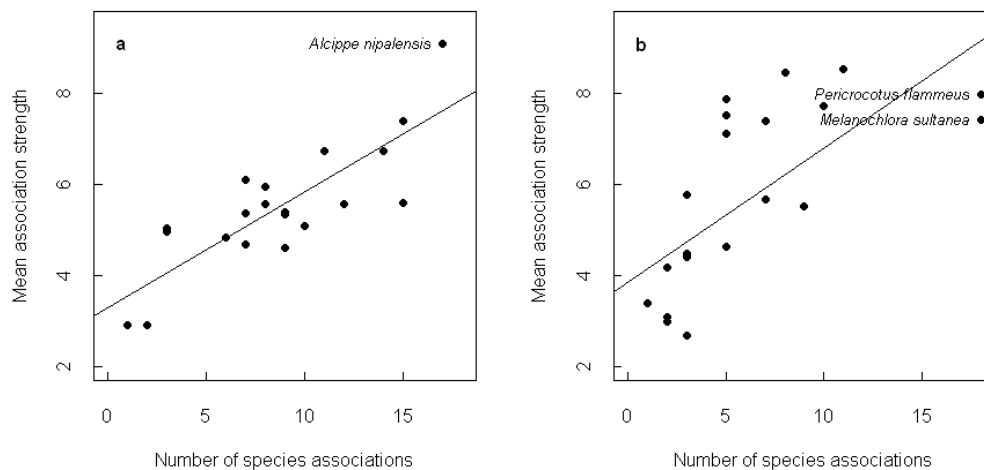 a
Alcippe nipalensis
8
6
4
2
Mean association strength
0 5 10 15
Number of species associations
b
Pericrocotus flammeus
Melanochlora sultanea
8
6
4
2
Mean association strength
0 5 10 15
Number of species associations